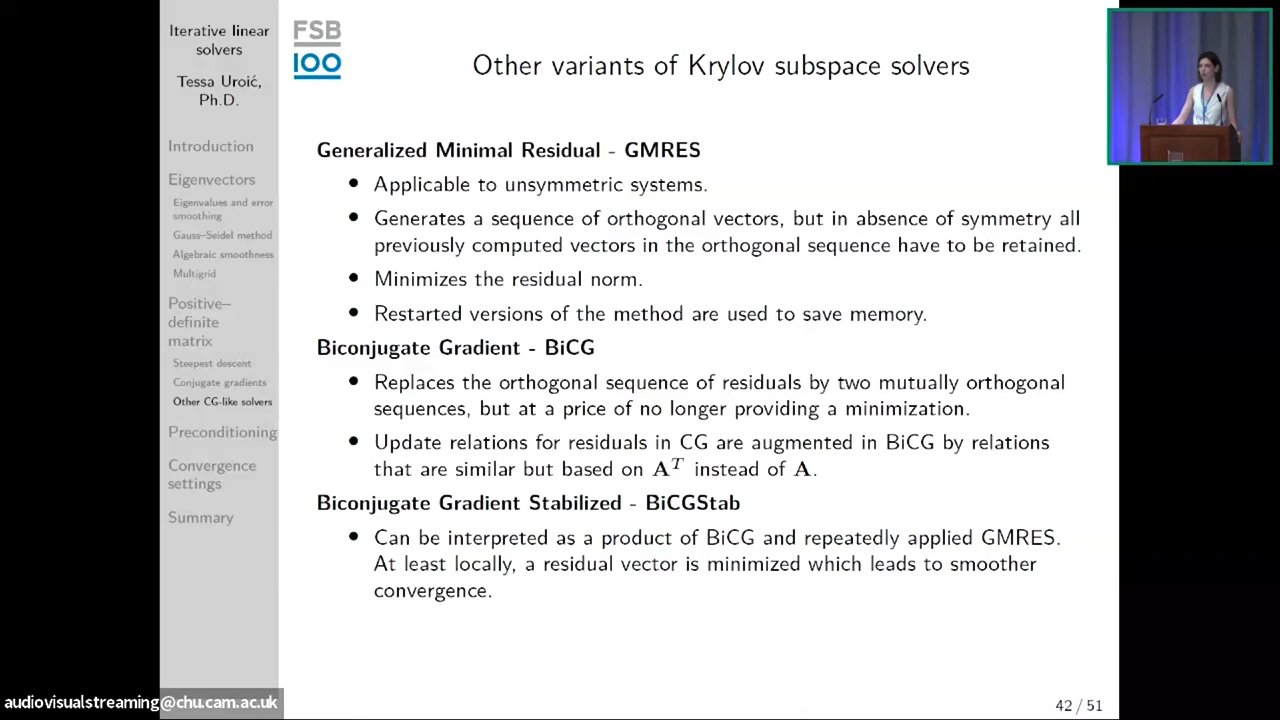 Iterative linear
solvers
Tessa Uroić,
Ph.D.
Introduction
Eigenvectors
Eigenvalues and error
smoothing
Gauss–Seidel method
Algebraic smoothness
Multigrid
Positive–
definite
matrix
Steepest descent
Conjugate gradients
Other CG-like solvers
Preconditioning
Convergence
settings
Summary
FSB
100
Other variants of Krylov subspace solvers
Generalized Minimal Residual - GMRES
• Applicable to unsymmetric systems.
• Generates a sequence of orthogonal vectors, but in absence of symmetry all
previously computed vectors in the orthogonal sequence have to be retained.
• Minimizes the residual norm.
• Restarted versions of the method are used to save memory.
Biconjugate Gradient - BiCG
• Replaces the orthogonal sequence of residuals by two mutually orthogonal
sequences, but at a price of no longer providing a minimization.
• Update relations for residuals in CG are augmented in BiCG by relations
that are similar but based on A^T instead of A.
Biconjugate Gradient Stabilized - BiCGStab
• Can be interpreted as a product of BiCG and repeatedly applied GMRES.
At least locally, a residual vector is minimized which leads to smoother
convergence.
audiovisualstreaming@chu.cam.ac.uk
42 / 51